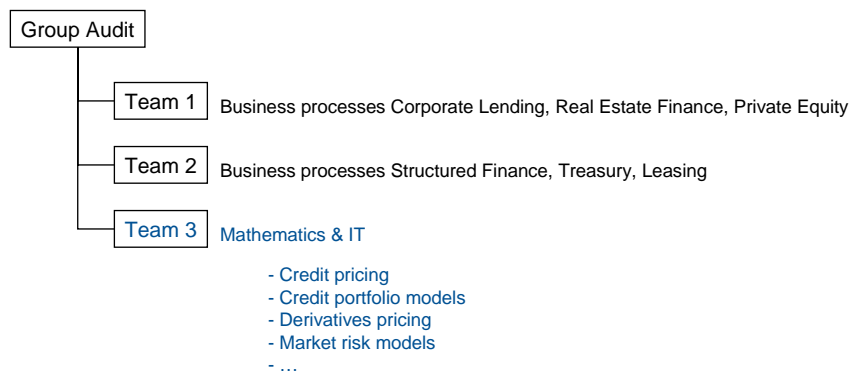 Group Audit
Team 1 Business processes Corporate Lending, Real Estate Finance, Private Equity
Team 2 Business processes Structured Finance, Treasury, Leasing
Team 3 Mathematics & IT
- Credit pricing
- Credit portfolio models
- Derivatives pricing
- Market risk models
- …